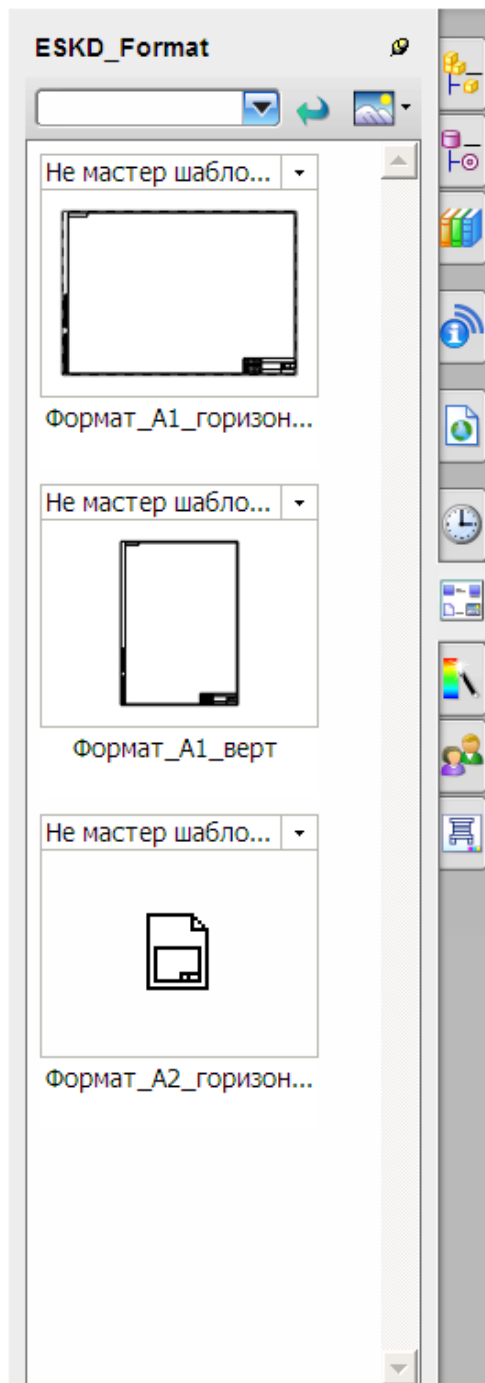 ESKD_Format
Не мастер шабло...
Формат_А1_горизон...
Не мастер шабло...
Формат_А1_верт
Не мастер шабло...
Формат_А2_горизон...